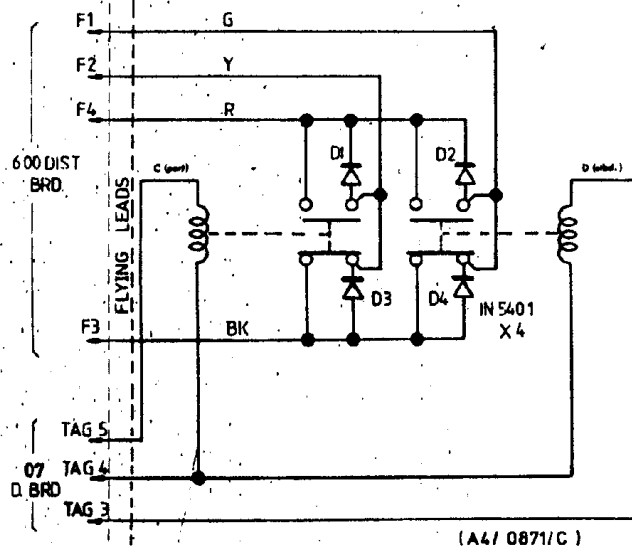 F1 G
F2 Y
F4 R
600 DIST
BRD.
FLYING LEADS
C (port)
D (stbd.)
D1
D2
D3
D4
IN 5401
X 4
F3 BK
TAG 5
07
D. BRD
TAG 4
TAG 3
(A4/ 0871/C)